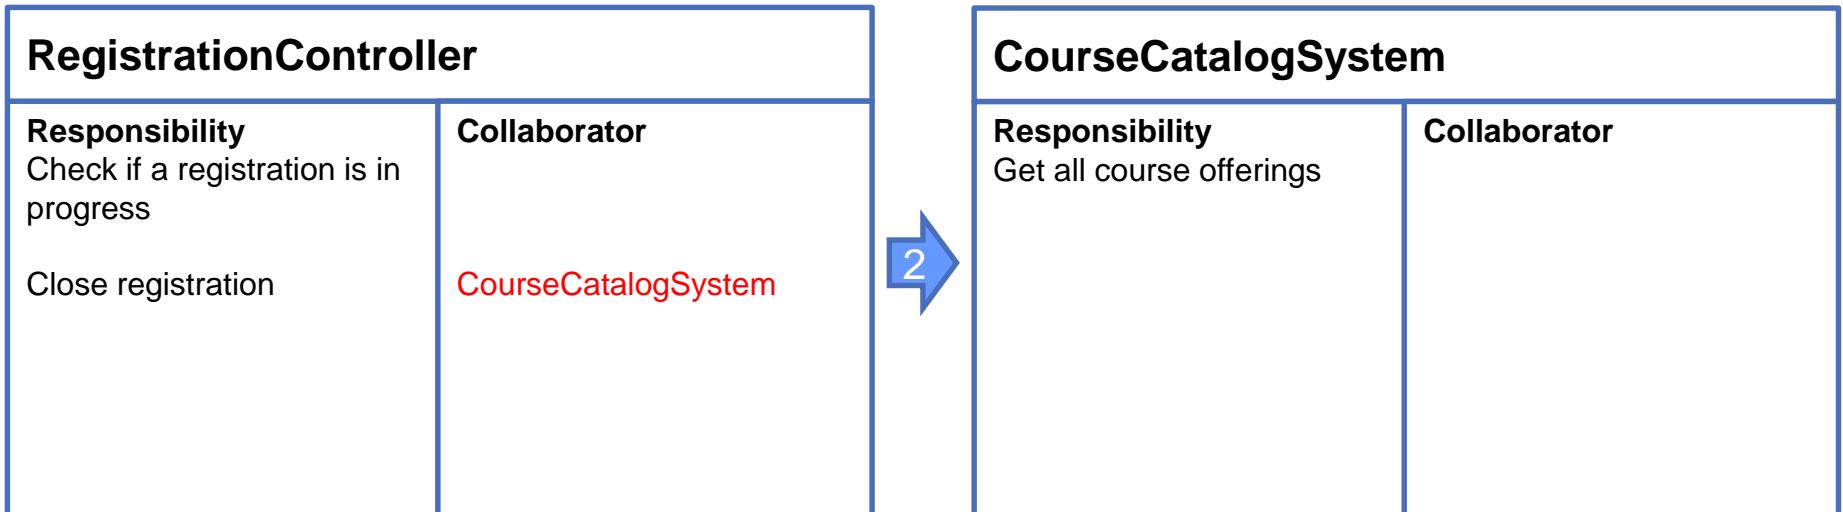 RegistrationController
Responsibility
Check if a registration is in
progress
Close registration
Collaborator
CourseCatalogSystem
2
CourseCatalogSystem
Responsibility
Get all course offerings
Collaborator